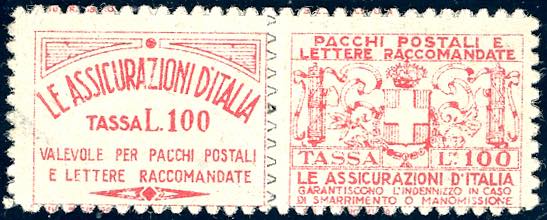 LE ASSICURAZIONI D'ITALIA
TASSA L. 100
VALEVOLE PER PACCHI POSTALI
E LETTERE RACCOMANDATE
PACCHI POSTALI E
LETTERE RACCOMANDATE
TASSA L. 100
LE ASSICURAZIONI D'ITALIA
GARANTISCONO L'INDENNIZZO IN CASO
DI SMARRIMENTO O MANOMISSIONE